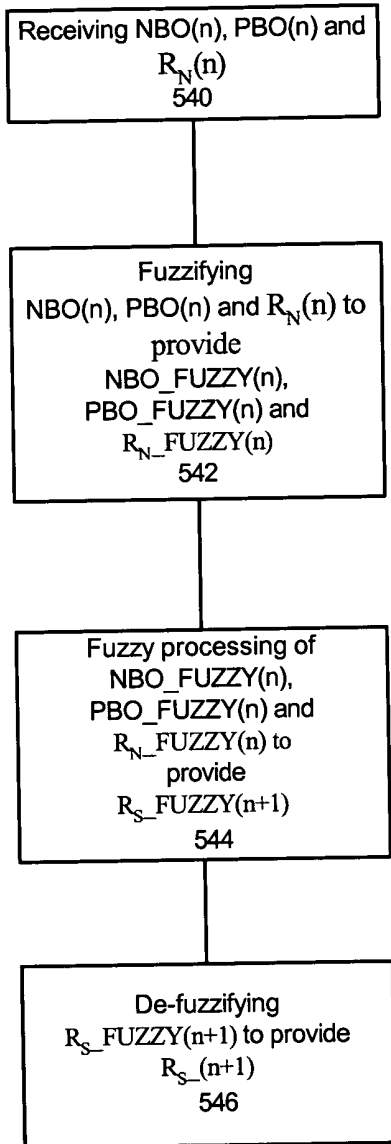 Receiving NBO(n), PBO(n) and
R_N(n)
540
Fuzzifying
NBO(n), PBO(n) and R_N(n) to
provide
NBO_FUZZY(n),
PBO_FUZZY(n) and
R_N_FUZZY(n)
542
Fuzzy processing of
NBO_FUZZY(n),
PBO_FUZZY(n) and
R_N_FUZZY(n) to
provide
R_S_FUZZY(n+1)
544
De-fuzzifying
R_S_FUZZY(n+1) to provide
R_S_(n+1)
546